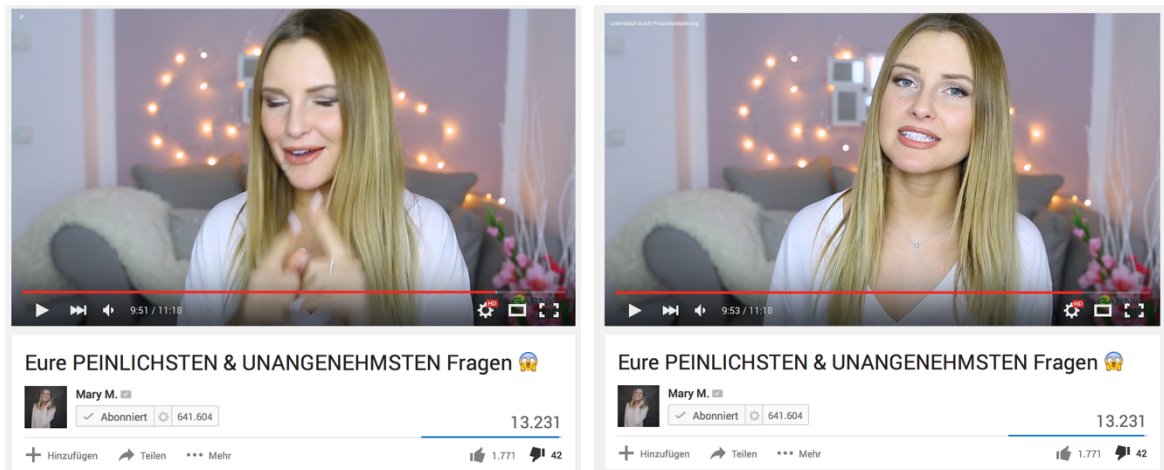 P
9:51 / 11:18
HD
Eure PEINLICHSTEN & UNANGENEHMSTEN Fragen 😱
Mary M.
Abonniert 641.604
13.231
Hinzufügen Teilen Mehr 1.771 42
Unterstützt durch Produktplatzierung
9:53 / 11:18
HD
Eure PEINLICHSTEN & UNANGENEHMSTEN Fragen 😱
Mary M.
Abonniert 641.604
13.231
Hinzufügen Teilen Mehr 1.771 42